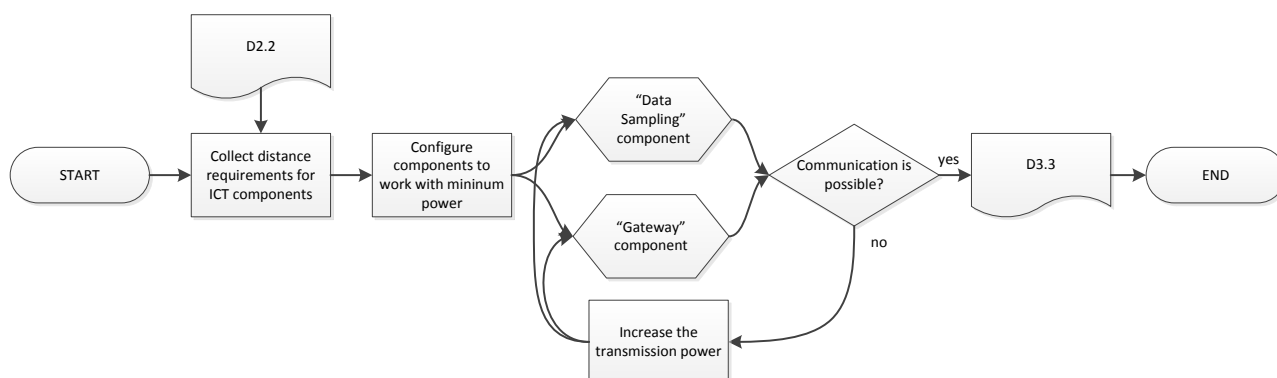 D2.2
START
Collect distance
requirements for
ICT components
Configure
components to
work with mininum
power
“Data
Sampling”
component
“Gateway”
component
Increase the
transmission power
Communication is
possible?
yes
no
D3.3
END